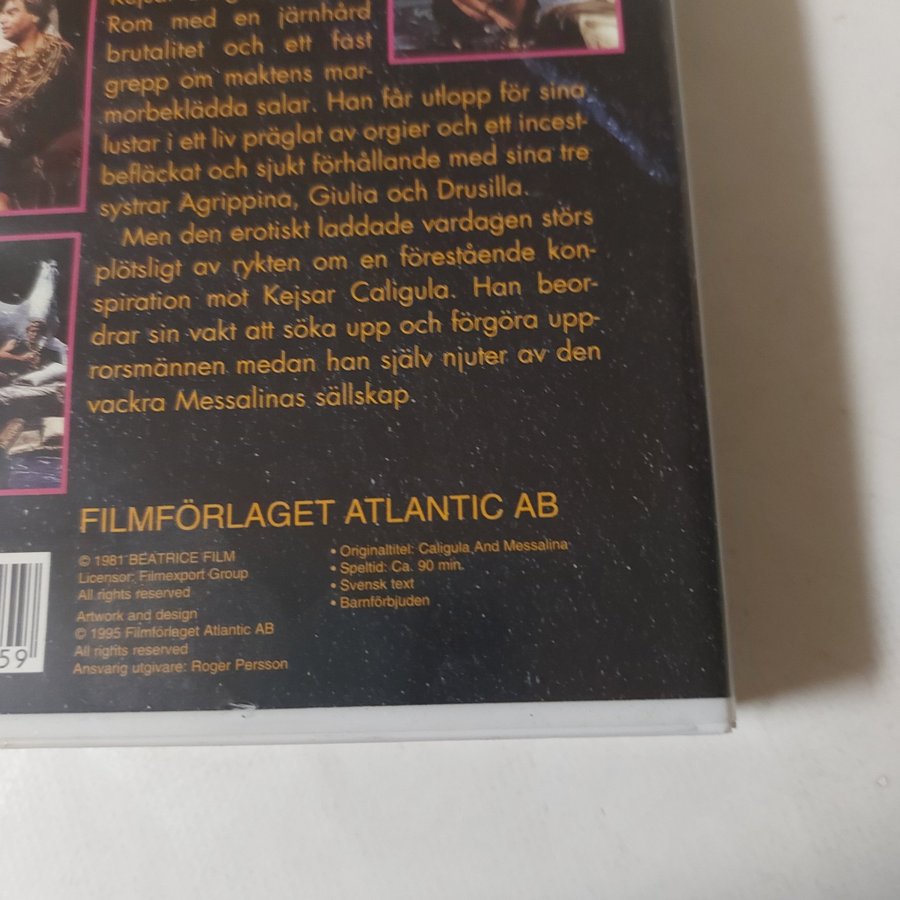 Rom med en järnhård
brutalitet och ett fast
grepp om maktens mar-
morbeklädda salar. Han får utlopp för sina
lustar i ett liv präglat av orgier och ett incest-
befläckat och sjukt förhållande med sina tre
systrar Agrippina, Giulia och Drusilla.
Men den erotiskt laddade vardagen störs
plötsligt av rykten om en förestående kon-
spiration mot Kejsar Caligula. Han beor-
drar sin vakt att söka upp och förgöra upp-
rorsmännen medan han själv njuter av den
vackra Messalinas sällskap.
FILMFÖRLAGET ATLANTIC AB
© 1981 BEATRICE FILM
Licensor: Filmexport Group
All rights reserved
Artwork and design
© 1995 Filmförleget Atlantic AB
All rights reserved
Ansvarig utgivare: Roger Persson
• Originaltitel: Caligula And Messalina
• Speltid: Ca. 90 min.
• Svensk text
• Barnförbjuden
59